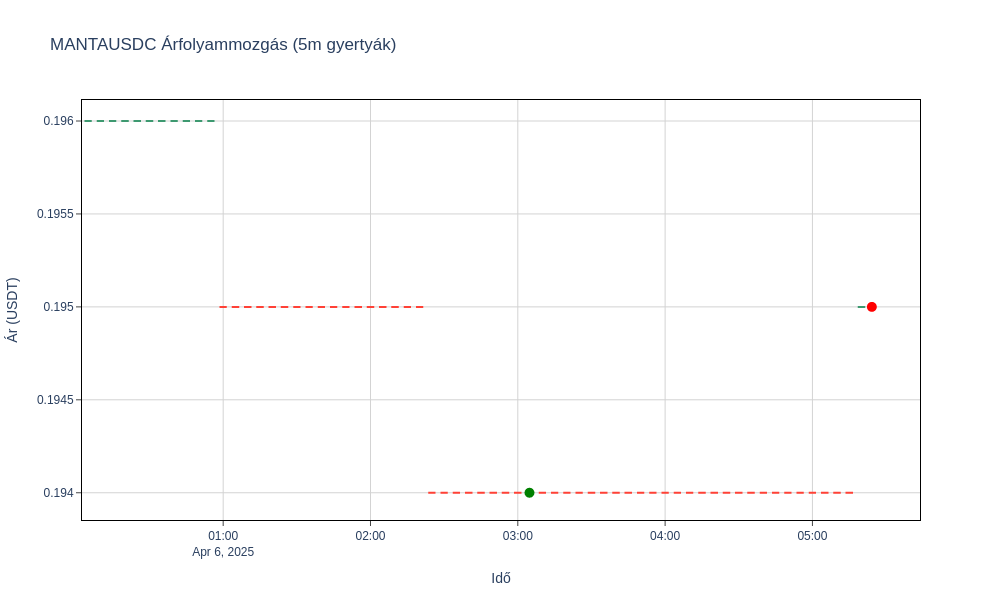 MANTAUSDC Árfolyammozgás (5m gyertyák)
0.196
0.1955
0.195
0.1945
0.194
Ár (USDT)
01:00
02:00
03:00
04:00
05:00
Apr 6, 2025
Idő